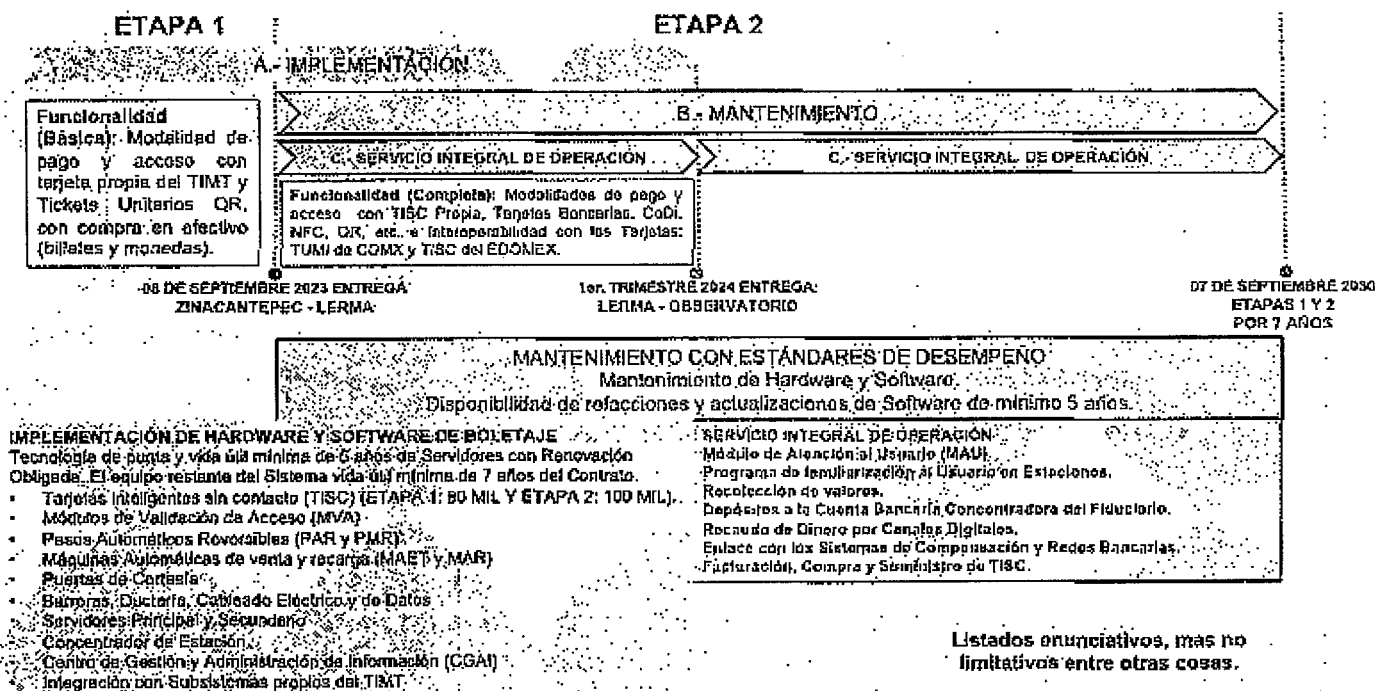 ETAPA 1
ETAPA 2
A.- IMPLEMENTACIÓN
Funcionalidad
(Básica): Modalidad de
pago y acceso con
tarjeta propia del TIMT y
Tickets Unitarios QR,
con compra en efectivo
(billetes y monedas).
B.- MANTENIMIENTO
C.- SERVICIO INTEGRAL DE OPERACIÓN
C.- SERVICIO INTEGRAL DE OPERACIÓN
Funcionalidad (Completa): Modalidades de pago y
acceso con TISC Propia, Tarjetas Bancarias, CoDi,
NFC, QR, etc. e Interoperabilidad con las Tarjetas:
TUMI de CDMX y TISC del EDOMEX.
08 DE SEPTIEMBRE 2023 ENTREGA:
ZINACANTEPEC - LERMA
1er. TRIMESTRE 2024 ENTREGA:
LERMA - OBSERVATORIO
07 DE SEPTIEMBRE 2030
ETAPAS 1 Y 2
POR 7 AÑOS
MANTENIMIENTO CON ESTÁNDARES DE DESEMPEÑO
Mantenimiento de Hardware y Software.
Disponibilidad de refacciones y actualizaciones de Software de mínimo 5 años.
IMPLEMENTACIÓN DE HARDWARE Y SOFTWARE DE BOLETAJE
Tecnología de punta y vida útil mínima de 5 años de Servidores con Renovación
Obligada. El equipo restante del Sistema vida útil mínima de 7 años del Contrato.
- Tarjetas Inteligentes sin contacto (TISC) (ETAPA 1: 80 MIL Y ETAPA 2: 100 MIL).
- Módulos de Validación de Acceso (MVA)
- Pasos Automáticos Reversibles (PAR y PMR)
- Máquinas Automáticas de venta y recarga (MAET y MAR)
- Puertas de Cortesía
- Barreras, Ductería, Cableado Eléctrico y de Datos
- Servidores Principal y Secundario
- Concentrador de Estación
- Centro de Gestión y Administración de Información (CGAI)
- Integración con Subsistemas propios del TIMT
SERVICIO INTEGRAL DE OPERACIÓN
Módulo de Atención al Usuario (MAU)
Programa de familiarización al Usuario en Estaciones.
Recolección de valores.
Depósitos a la Cuenta Bancaria Concentradora del Fiduciario.
Recaudo de Dinero por Canales Digitales.
Enlace con los Sistemas de Compensación y Redes Bancarias.
Facturación, Compra y Suministro de TISC.
Listados enunciativos, mas no
limitativos entre otras cosas.